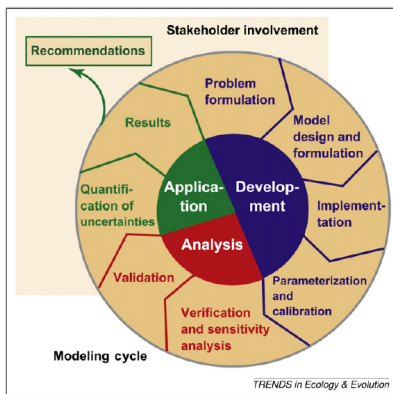 Stakeholder involvement
Recommendations
Problem
formulation
Model
design and
formulation
Implemen-
tation
Parameterization
and
calibration
Verification
and sensitivity
analysis
Validation
Quantifi-
cation of
uncertainties
Results
Applica-
tion
Develop-
ment
Analysis
Modeling cycle
TRENDS in Ecology & Evolution